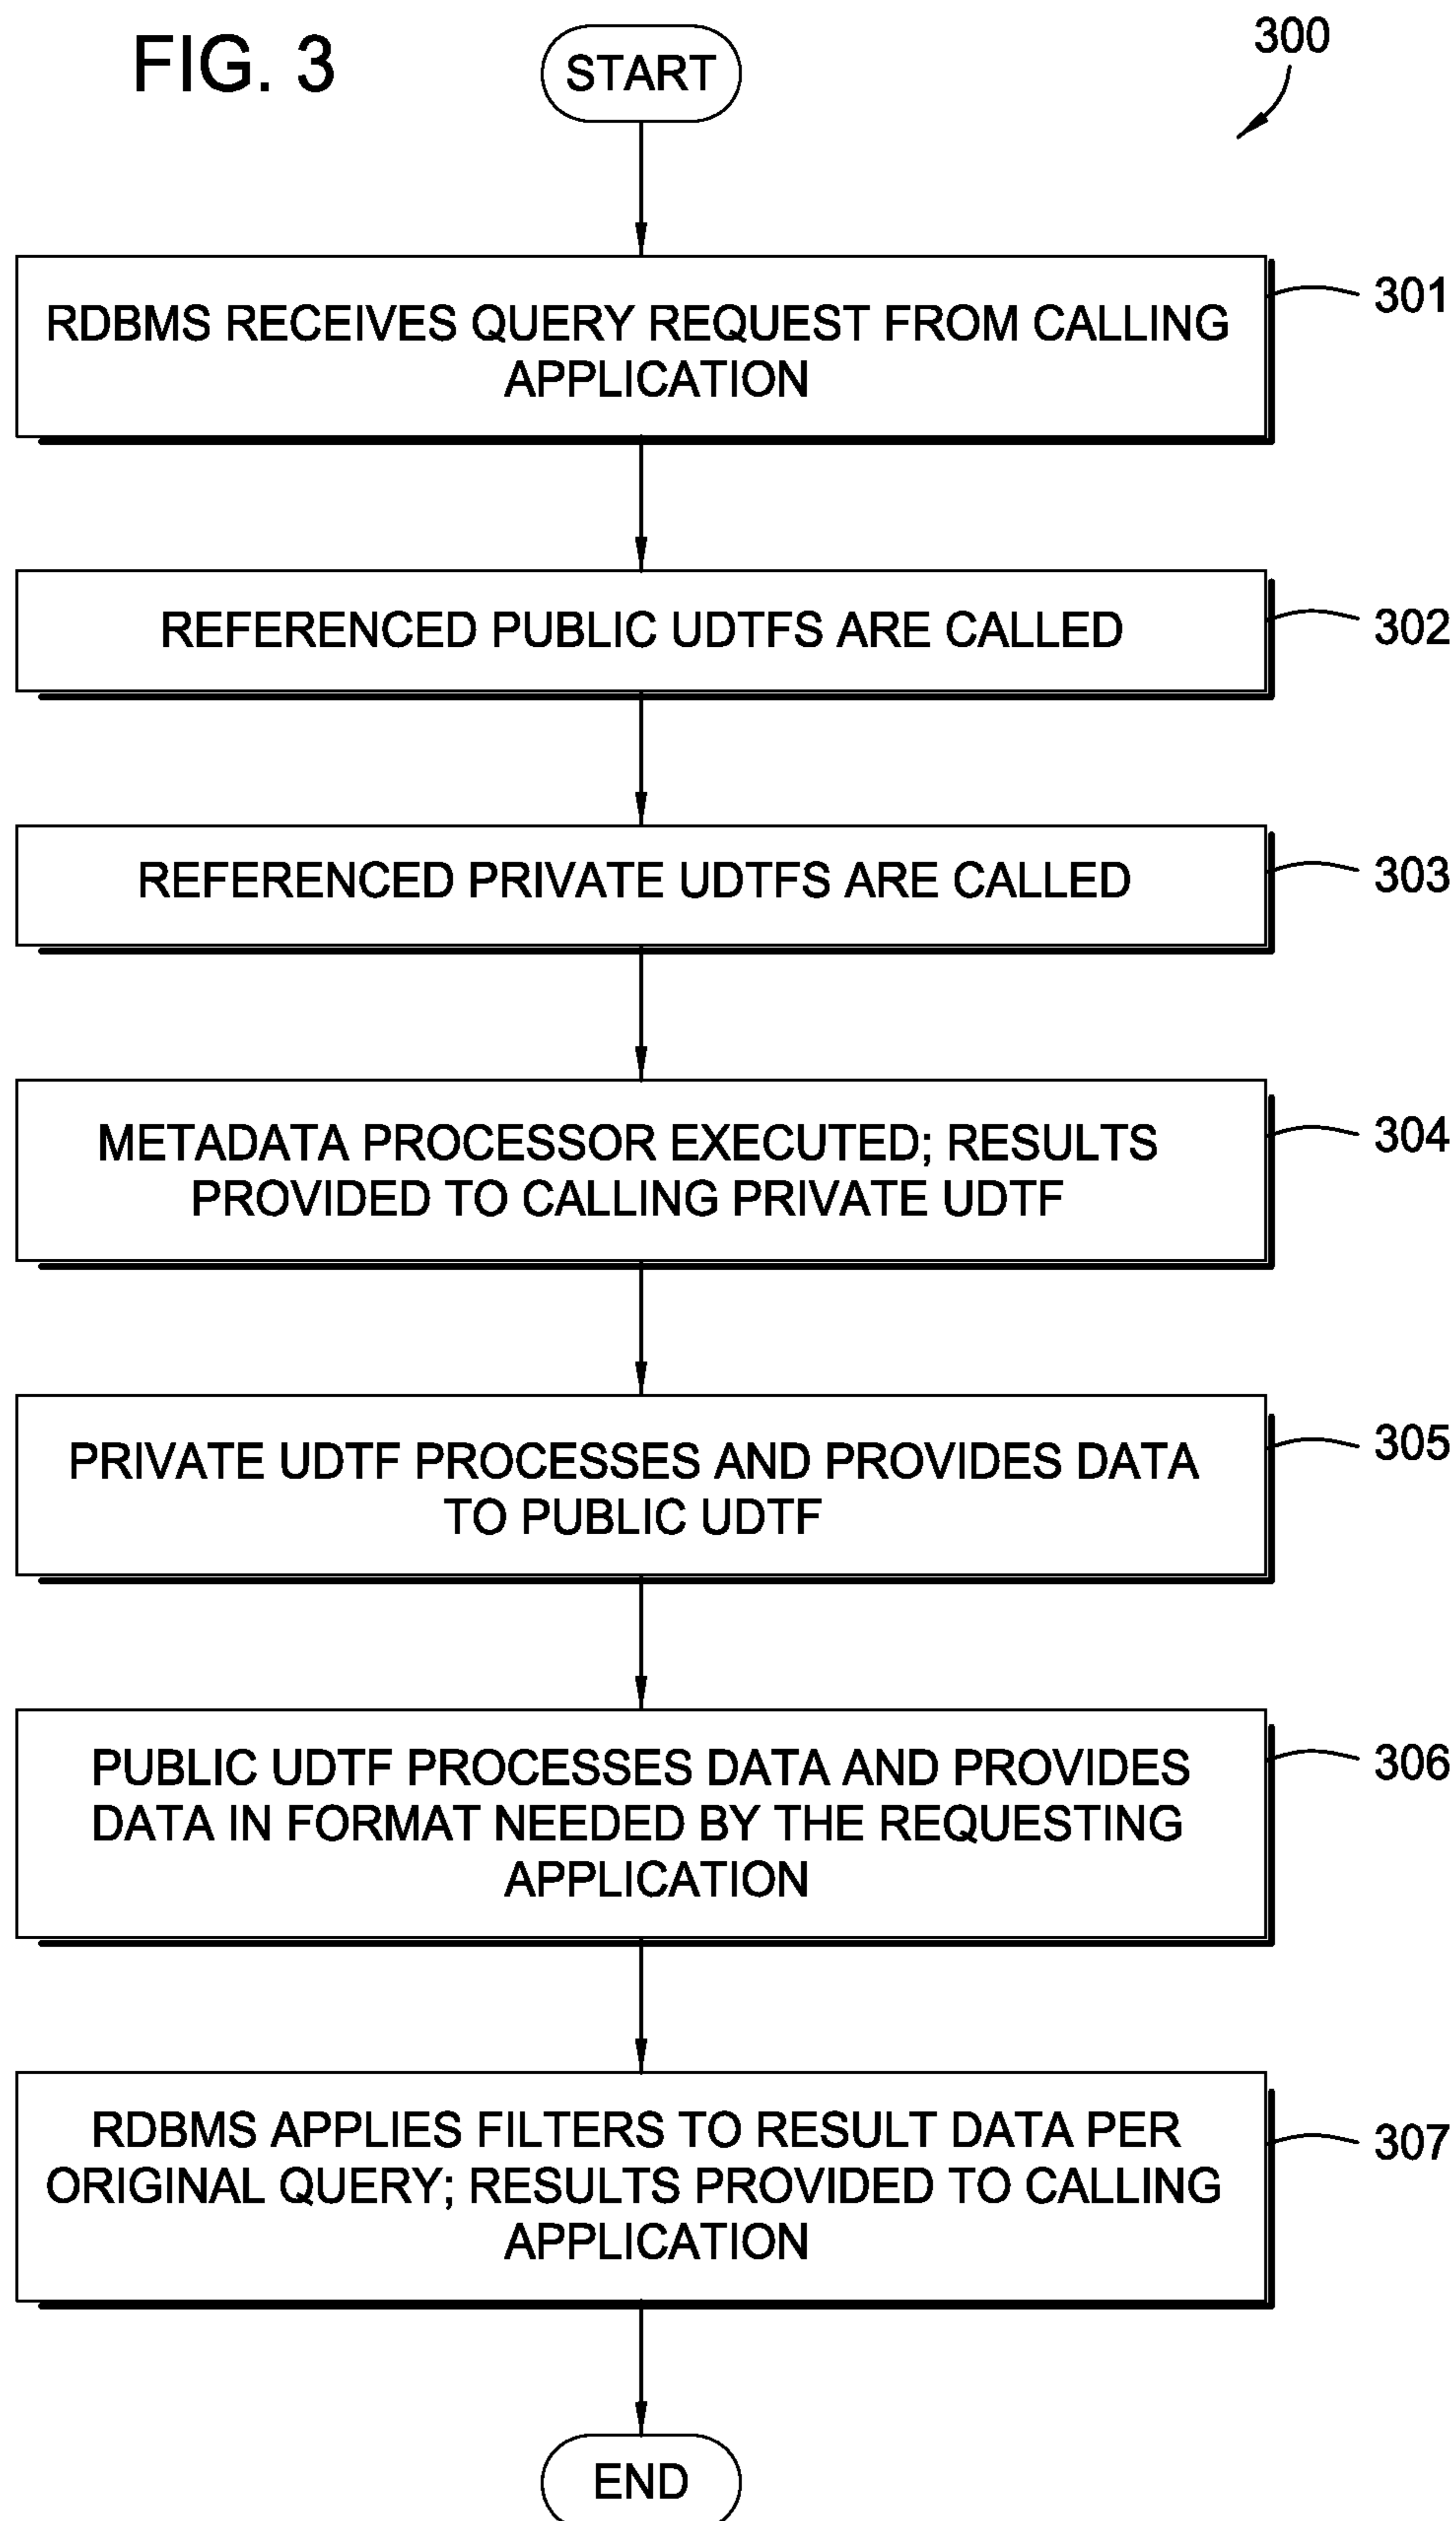 FIG. 3
START
300
RDBMS RECEIVES QUERY REQUEST FROM CALLING
APPLICATION
301
REFERENCED PUBLIC UDTFS ARE CALLED
302
REFERENCED PRIVATE UDTFS ARE CALLED
303
METADATA PROCESSOR EXECUTED; RESULTS
PROVIDED TO CALLING PRIVATE UDTF
304
PRIVATE UDTF PROCESSES AND PROVIDES DATA
TO PUBLIC UDTF
305
PUBLIC UDTF PROCESSES DATA AND PROVIDES
DATA IN FORMAT NEEDED BY THE REQUESTING
APPLICATION
306
RDBMS APPLIES FILTERS TO RESULT DATA PER
ORIGINAL QUERY; RESULTS PROVIDED TO CALLING
APPLICATION
307
END